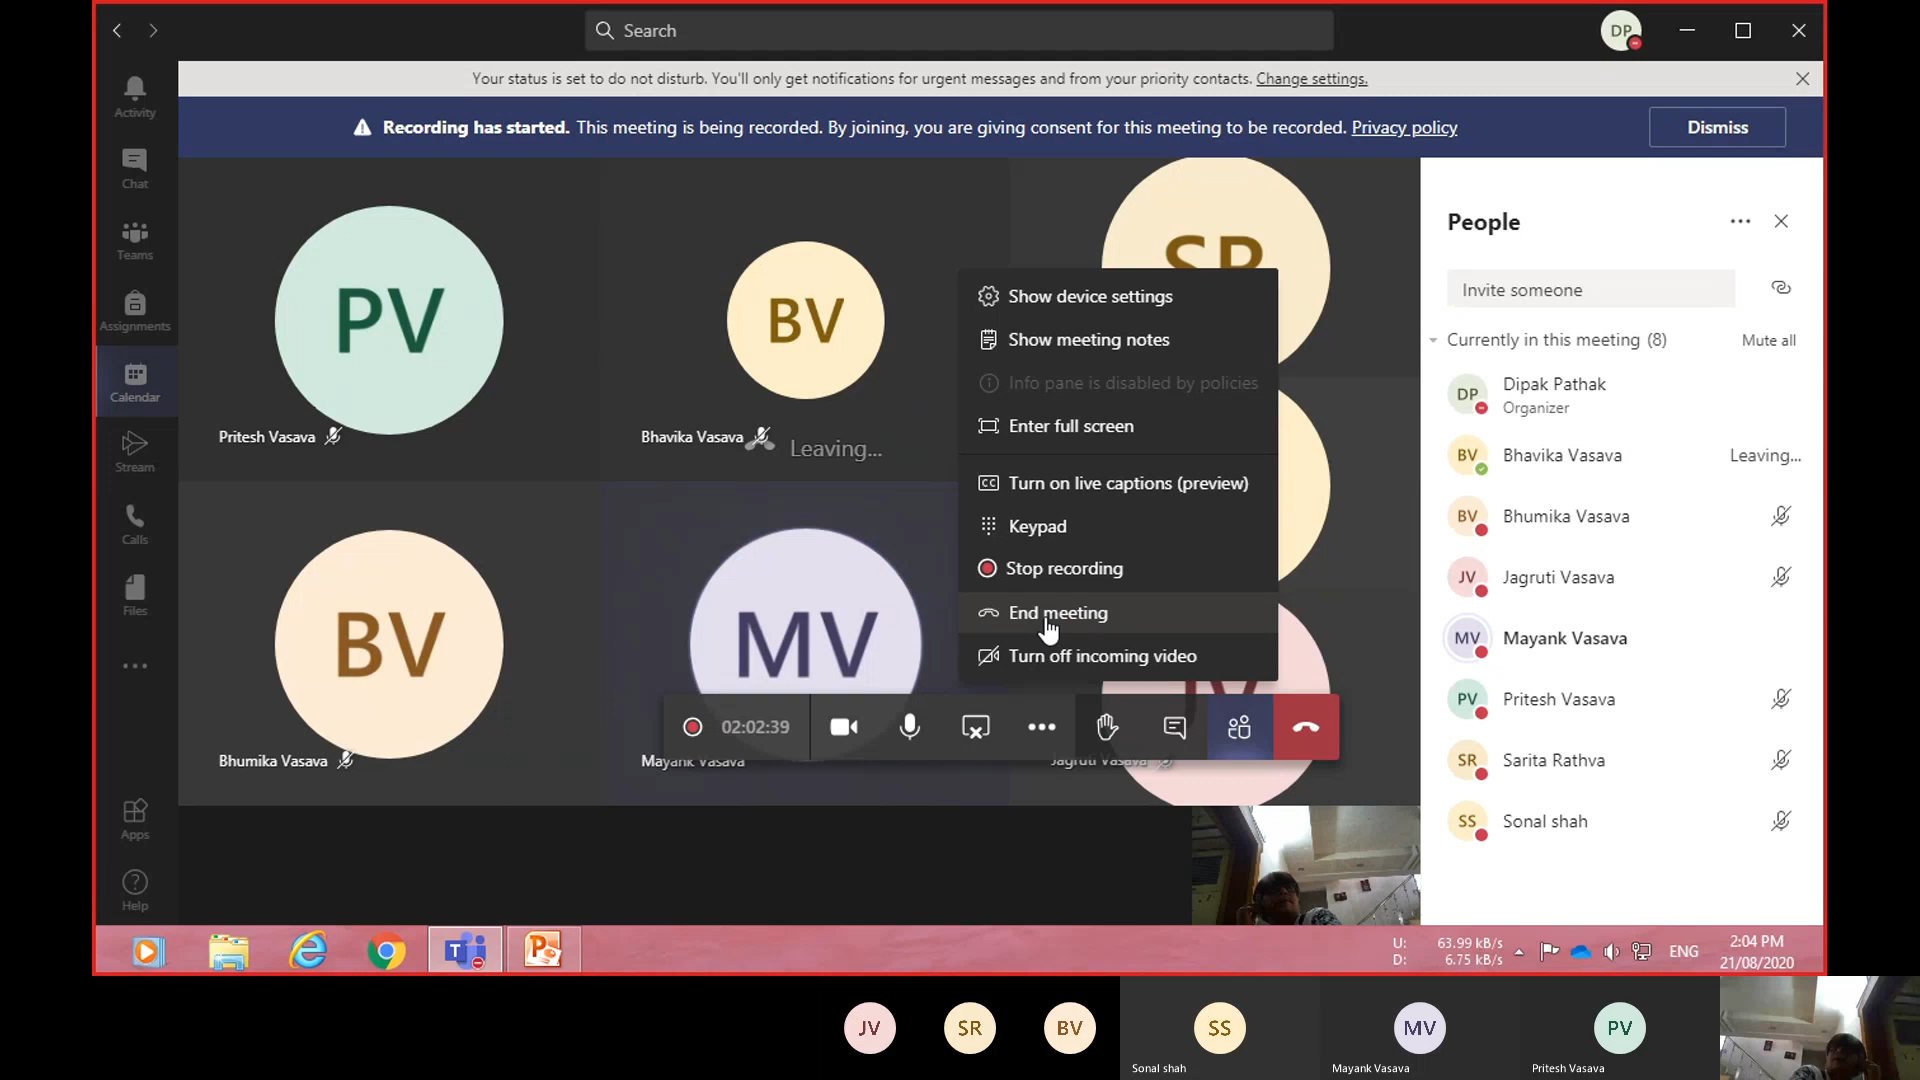 Search
DP
Your status is set to do not disturb. You'll only get notifications for urgent messages and from your priority contacts. Change settings.
Recording has started. This meeting is being recorded. By joining, you are giving consent for this meeting to be recorded. Privacy policy
Dismiss
Activity
Chat
Teams
Assignments
Calendar
Stream
Calls
Files
Apps
Help
PV
Pritesh Vasava
BV
Bhavika Vasava
Leaving...
SR
BV
Bhumika Vasava
MV
Mayank Vasava
JV
Jagruti Vasava
Show device settings
Show meeting notes
Info pane is disabled by policies
Enter full screen
CC Turn on live captions (preview)
Keypad
Stop recording
End meeting
Turn off incoming video
02:02:39
People
Invite someone
Currently in this meeting (8)
Mute all
DP Dipak Pathak
Organizer
BV Bhavika Vasava Leaving...
BV Bhumika Vasava
JV Jagruti Vasava
MV Mayank Vasava
PV Pritesh Vasava
SR Sarita Rathva
SS Sonal shah
U: 63.99 kB/s
D: 6.75 kB/s
ENG
2:04 PM
21/08/2020
JV
SR
BV
SS
Sonal shah
MV
Mayank Vasava
PV
Pritesh Vasava